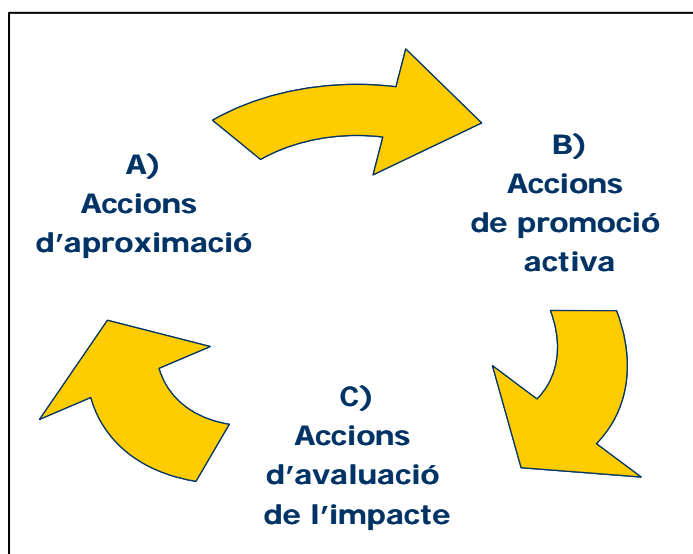 A)
Accions
d'aproximació
B)
Accions
de promoció
activa
C)
Accions
d'avaluació
de l'impacte